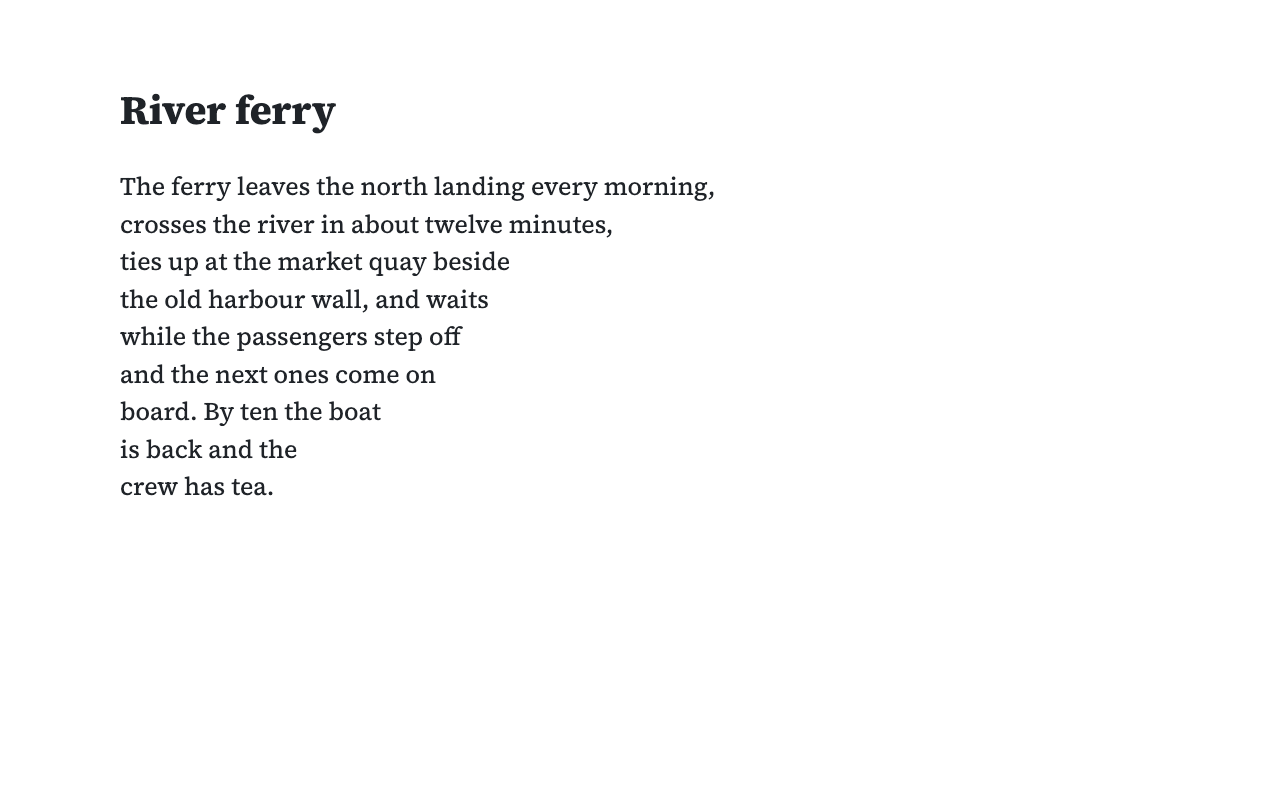 River ferry
The ferry leaves the north landing every morning,
crosses the river in about twelve minutes,
ties up at the market quay beside
the old harbour wall, and waits
while the passengers step off
and the next ones come on
board. By ten the boat
is back and the
crew has tea.